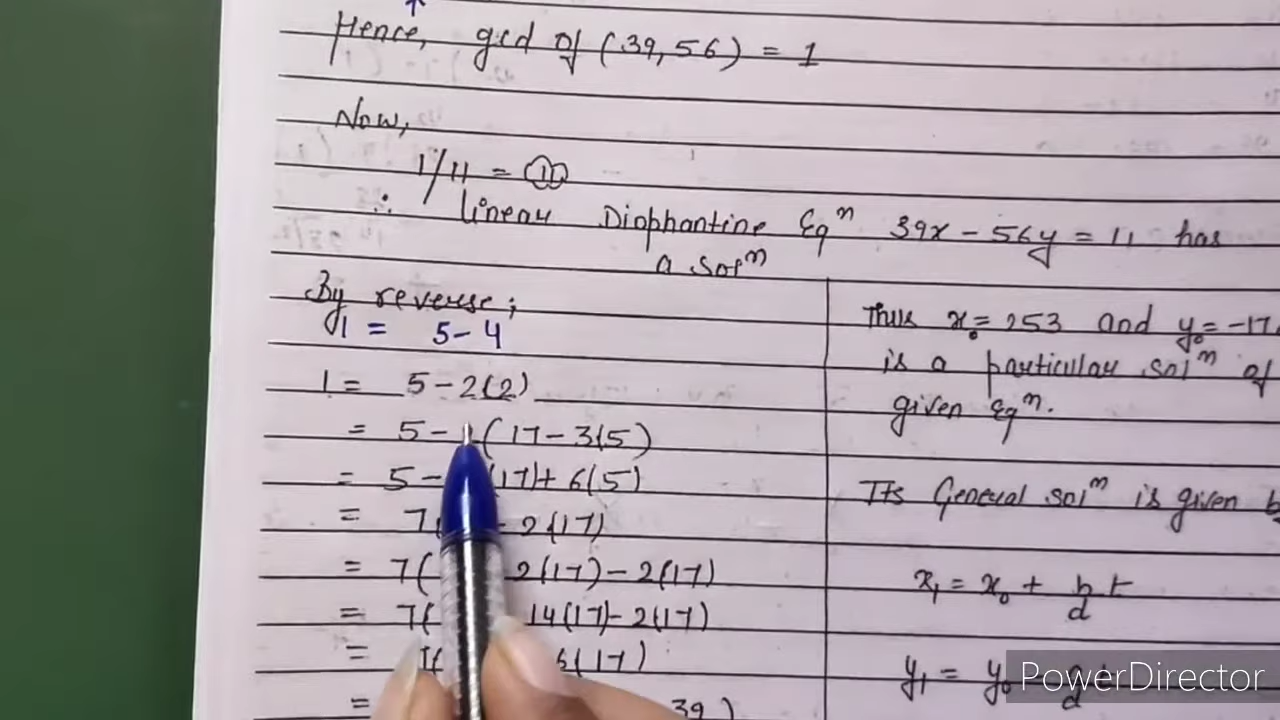 Hence, gcd of (39,56) = 1
Now,
1/11 = 11
∴ linear Diophantine Eqⁿ 39x - 56y = 11 has
a solⁿ
By reverse;
1 = 5-4
1 = 5-2(2)
= 5- (17-3(5)
= 5- (17)+6(5)
= 7( - 2(17)
= 7( 2(17)-2(17)
= 7( 14(17)-2(17)
= 6(17)
= 39)
Thus x₀ = 253 and y₀ = -17
is a particular solⁿ of
given Eqⁿ.
Its General solⁿ is given
x₁ = x₀ + b/d t
y₁ = y₀
PowerDirector